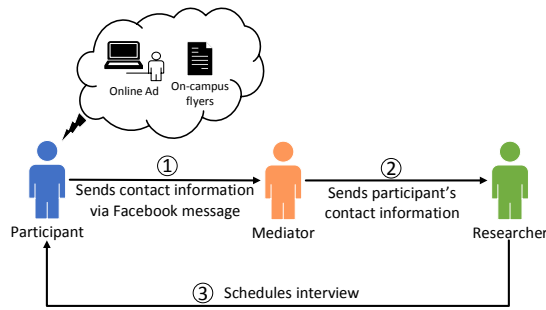 Online Ad
On-campus
flyers
①
Sends contact information
via Facebook message
②
Sends participant's
contact information
Participant
Mediator
Researcher
③ Schedules interview